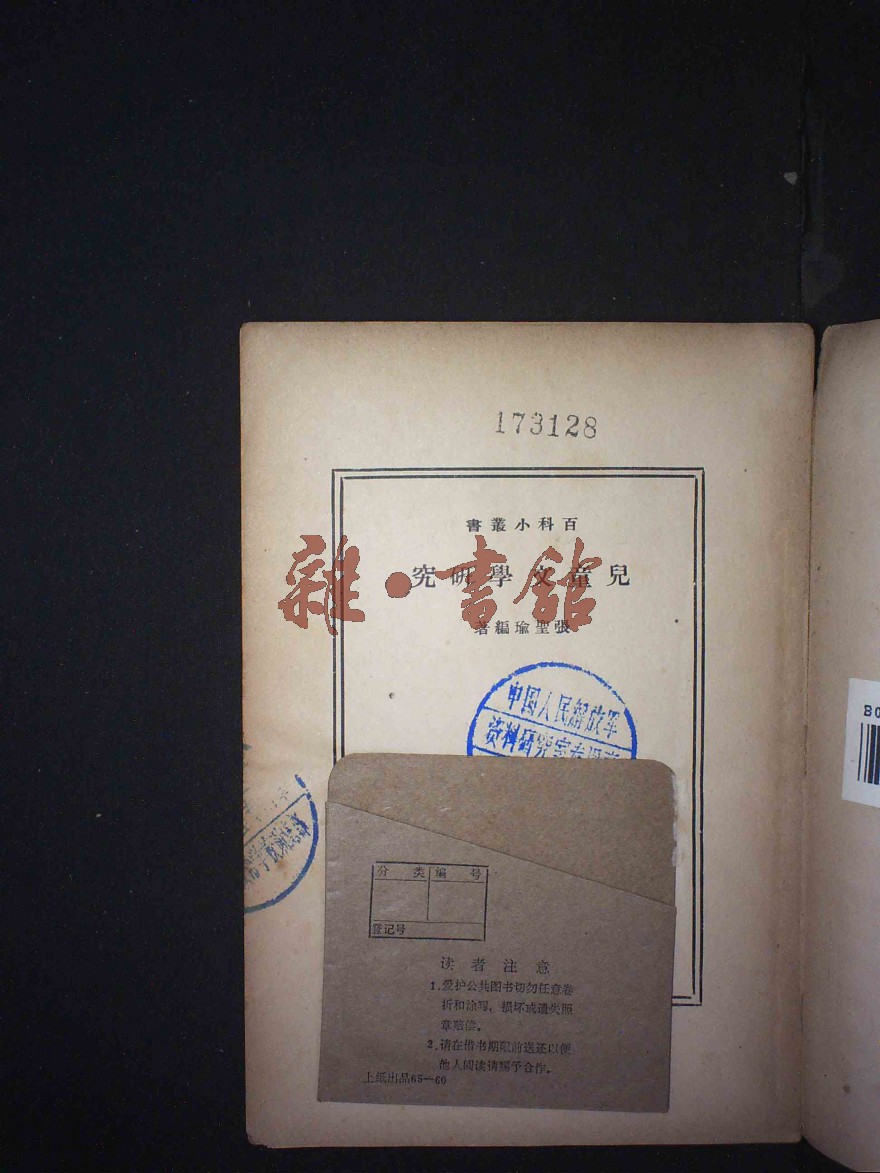 173128
百科小叢書
兒童文學研究
張聖瑜編著
雜·書館
中国人民解放军
资料研究室
分类编号
登记号
读者注意
1.爱护公共图书切勿任意卷
折和涂写，损坏或遗失照
章赔偿。
2.请在借书期限前送还以便
他人阅读请赐予合作。
上纸出品65—60